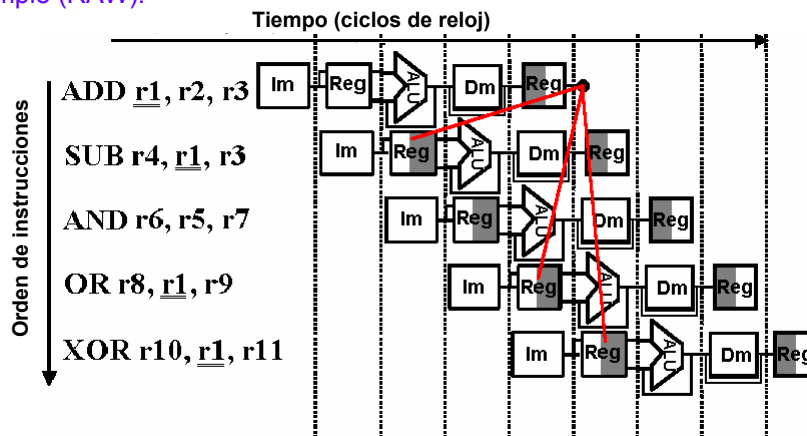 mplo (RAW).
Tiempo (ciclos de reloj)
Orden de instrucciones
ADD r1, r2, r3
Im Reg ALU Dm Reg
SUB r4, r1, r3
Im Reg ALU Dm Reg
AND r6, r5, r7
Im Reg ALU Dm Reg
OR r8, r1, r9
Im Reg ALU Dm Reg
XOR r10, r1, r11
Im Reg ALU Dm Reg